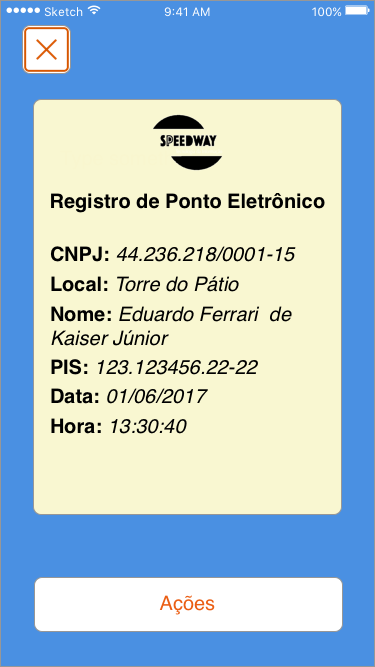 Sketch 9:41 AM 100%
SPEEDWAY
Registro de Ponto Eletrônico
CNPJ: 44.236.218/0001-15
Local: Torre do Pátio
Nome: Eduardo Ferrari  de
Kaiser Júnior
PIS: 123.123456.22-22
Data: 01/06/2017
Hora: 13:30:40
Ações